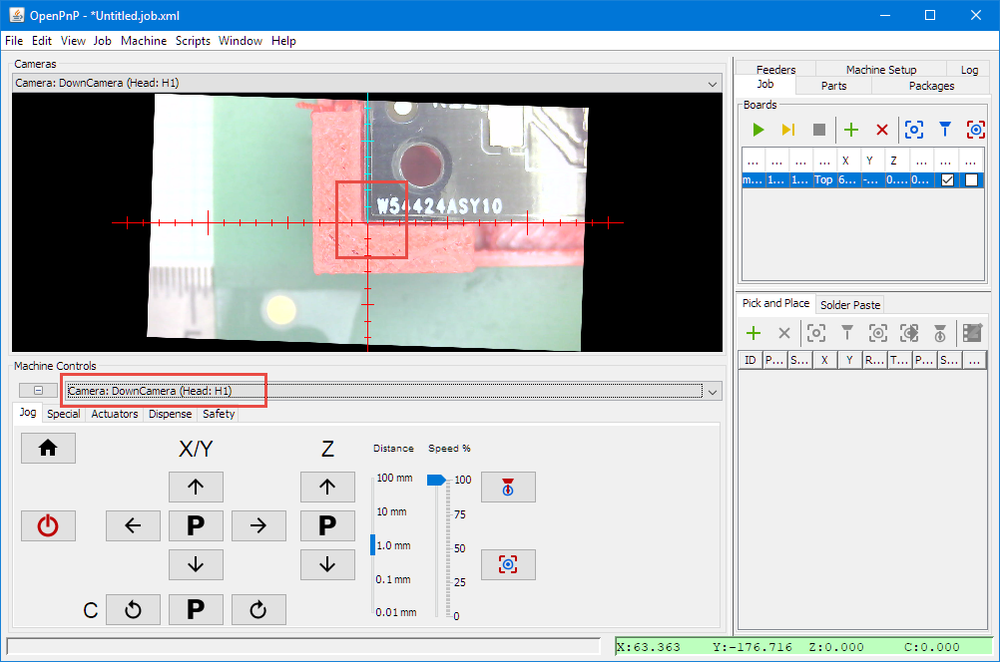 OpenPnP - *Untitled.job.xml
File Edit View Job Machine Scripts Window Help
Cameras
Camera: DownCamera (Head: H1)
W54424ASY10
Machine Controls
Camera: DownCamera (Head: H1)
Jog Special Actuators Dispense Safety
X/Y Z Distance Speed %
100 mm 100
10 mm 75
P P 1.0 mm 50
0.1 mm 25
C P 0.01 mm 0
Feeders Machine Setup Log
Job Parts Packages
Boards
... ... ... ... X Y Z ... ... ...
m... 1... 1... Top 6... -... 0.... 0...
Pick and Place Solder Paste
ID P... S... X Y R... T... P... S... ...
X:63.363 Y:-176.716 Z:0.000 C:0.000